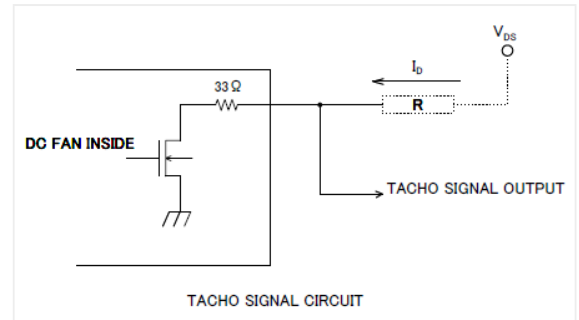 V_DS
I_D
33Ω
R
DC FAN INSIDE
TACHO SIGNAL OUTPUT
TACHO SIGNAL CIRCUIT